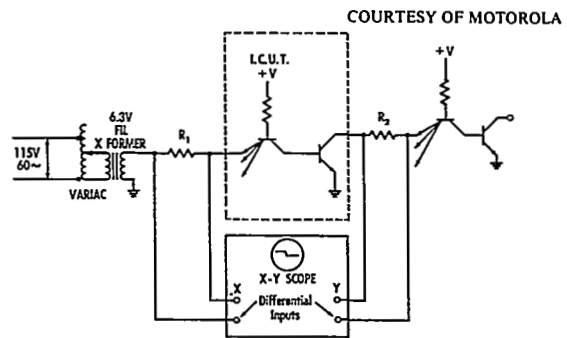 COURTESY OF MOTOROLA
I.C.U.T.
+V
+V
6.3V
FIL
X FORMER
R1
R2
115V
60~
VARIAC
X-Y SCOPE
X
Y
Differential
Inputs